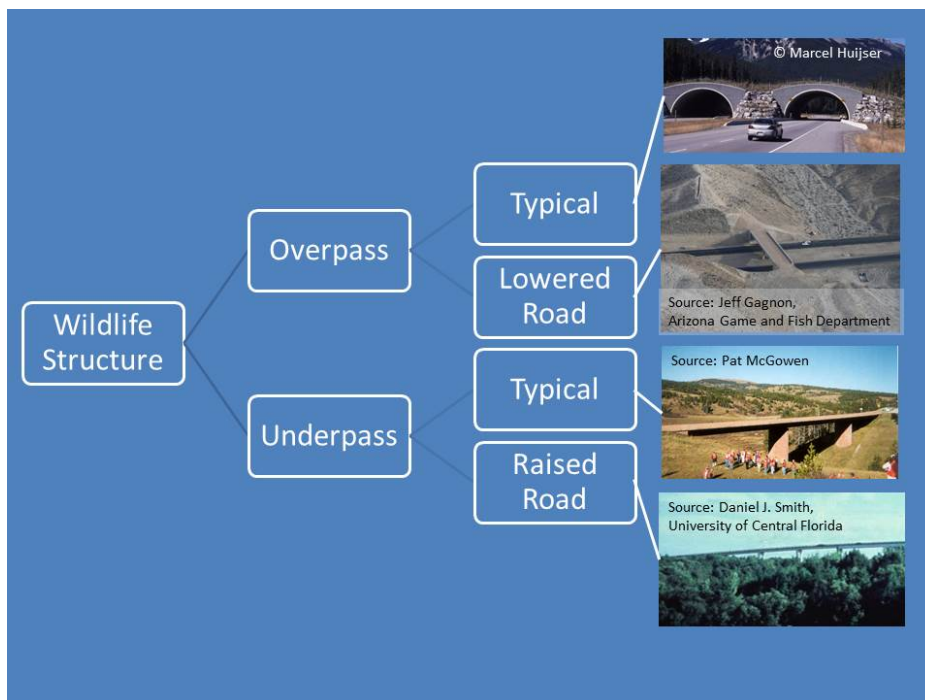 © Marcel Huijser
Typical
Overpass
Lowered
Road
Source: Jeff Gagnon,
Arizona Game and Fish Department
Wildlife
Structure
Typical
Source: Pat McGowen
Underpass
Raised
Road
Source: Daniel J. Smith,
University of Central Florida